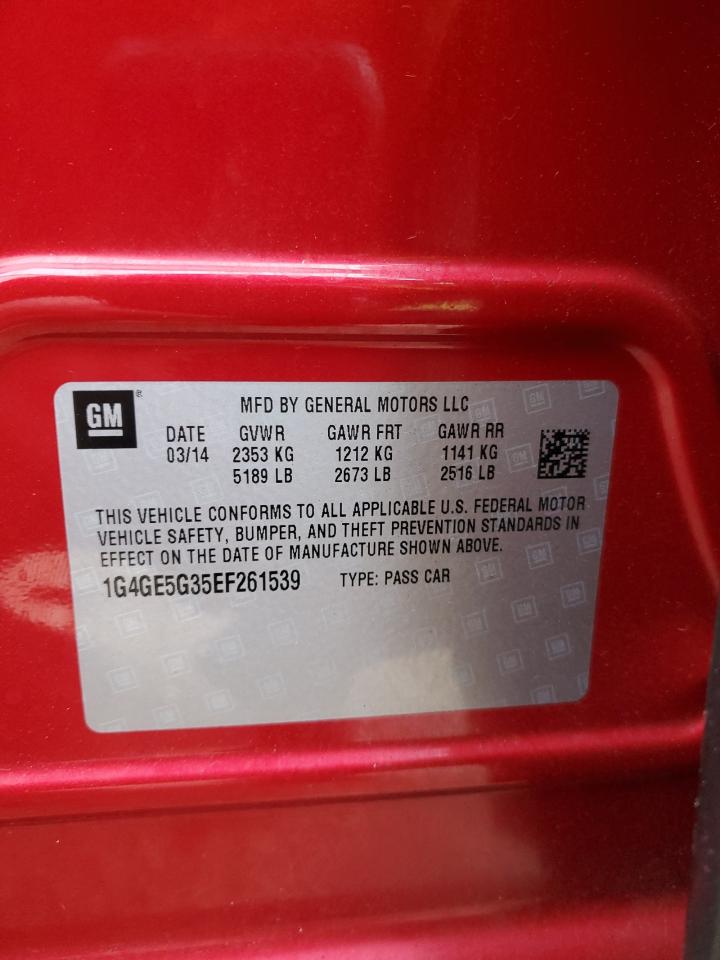 GM ®
MFD BY GENERAL MOTORS LLC
DATE GVWR GAWR FRT GAWR RR
03/14 2353 KG 1212 KG 1141 KG
5189 LB 2673 LB 2516 LB
THIS VEHICLE CONFORMS TO ALL APPLICABLE U.S. FEDERAL MOTOR
VEHICLE SAFETY, BUMPER, AND THEFT PREVENTION STANDARDS IN
EFFECT ON THE DATE OF MANUFACTURE SHOWN ABOVE.
1G4GE5G35EF261539 TYPE: PASS CAR